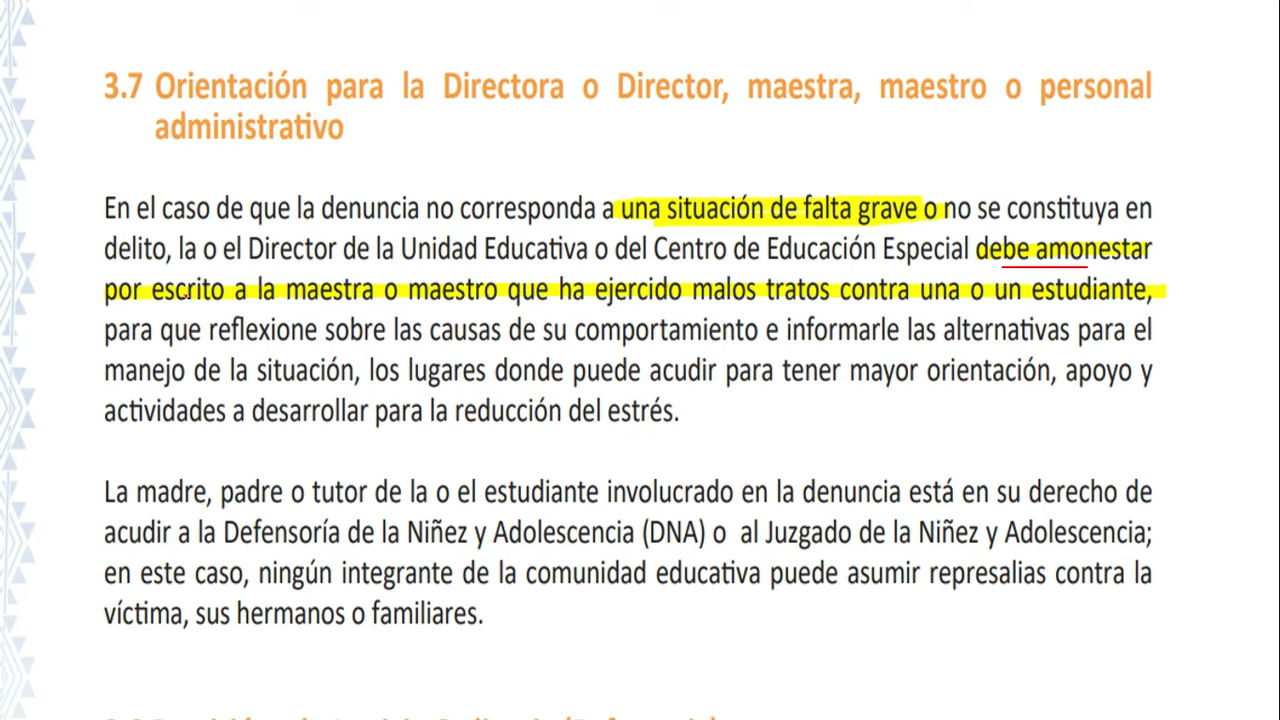 3.7 Orientación para la Directora o Director, maestra, maestro o personal
administrativo
En el caso de que la denuncia no corresponda a una situación de falta grave o no se constituya en
delito, la o el Director de la Unidad Educativa o del Centro de Educación Especial debe amonestar
por escrito a la maestra o maestro que ha ejercido malos tratos contra una o un estudiante,
para que reflexione sobre las causas de su comportamiento e informarle las alternativas para el
manejo de la situación, los lugares donde puede acudir para tener mayor orientación, apoyo y
actividades a desarrollar para la reducción del estrés.
La madre, padre o tutor de la o el estudiante involucrado en la denuncia está en su derecho de
acudir a la Defensoría de la Niñez y Adolescencia (DNA) o al Juzgado de la Niñez y Adolescencia;
en este caso, ningún integrante de la comunidad educativa puede asumir represalias contra la
víctima, sus hermanos o familiares.